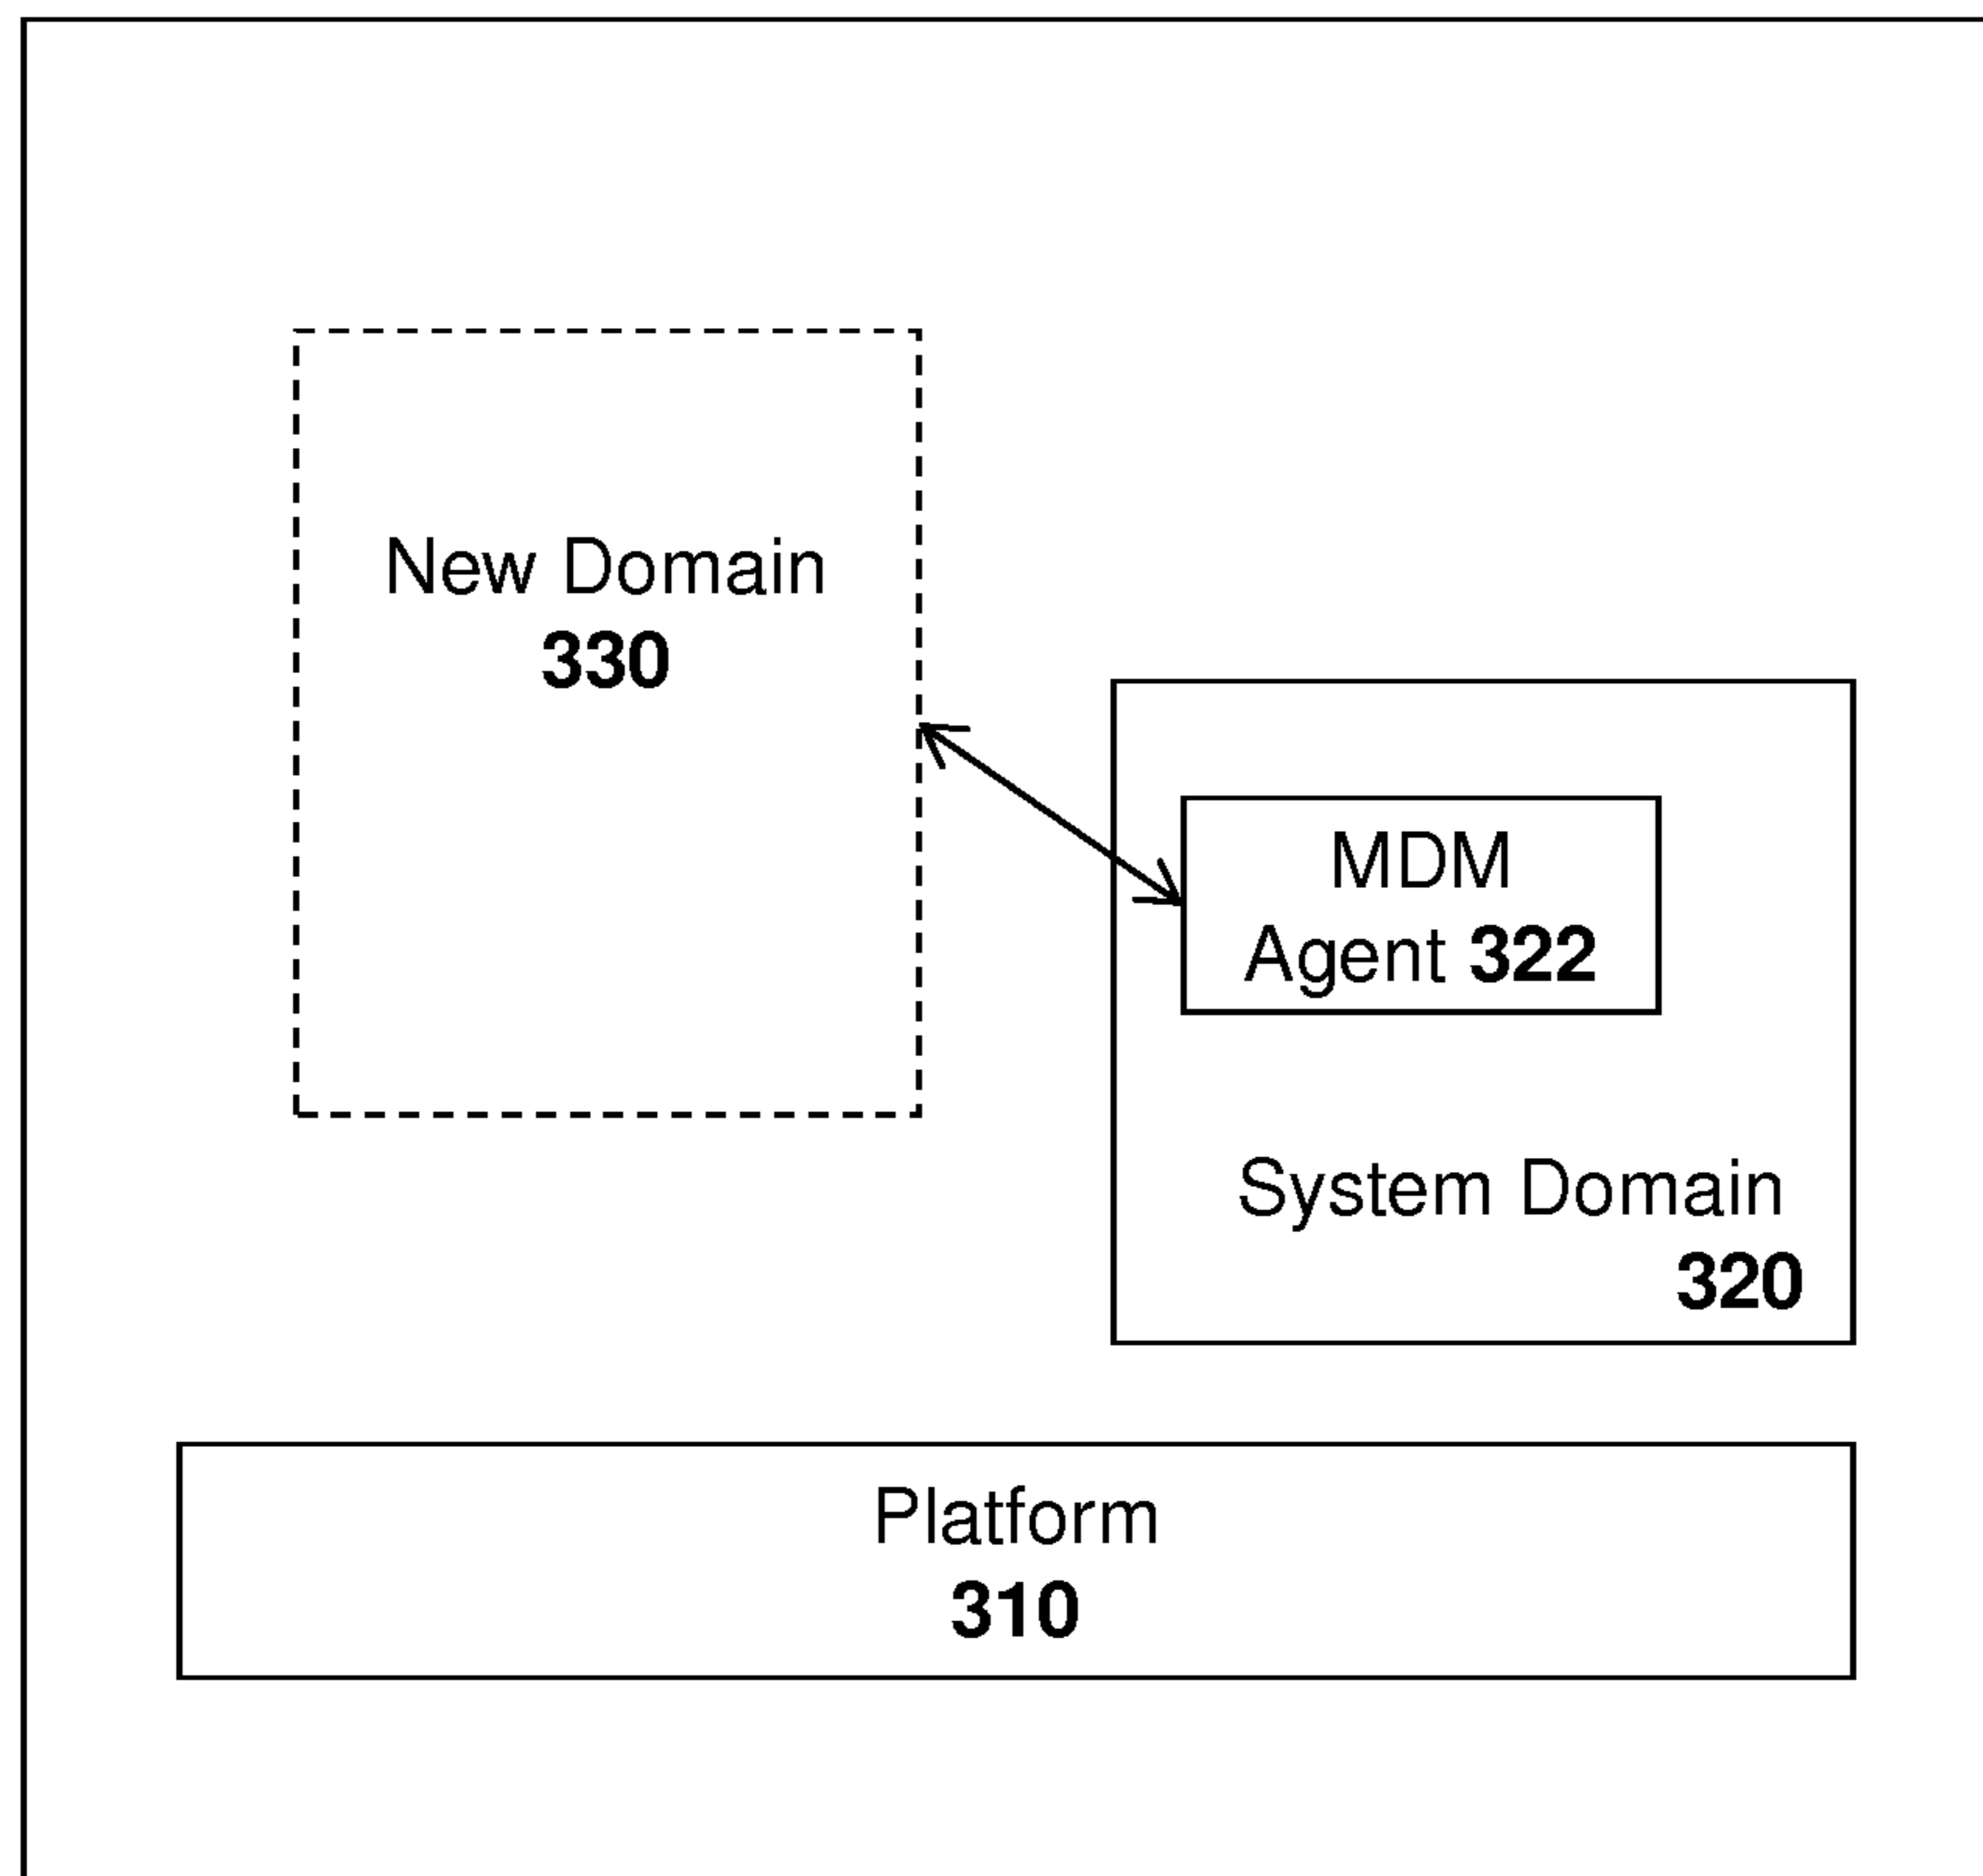 New Domain
330
MDM
Agent 322
System Domain
320
Platform
310